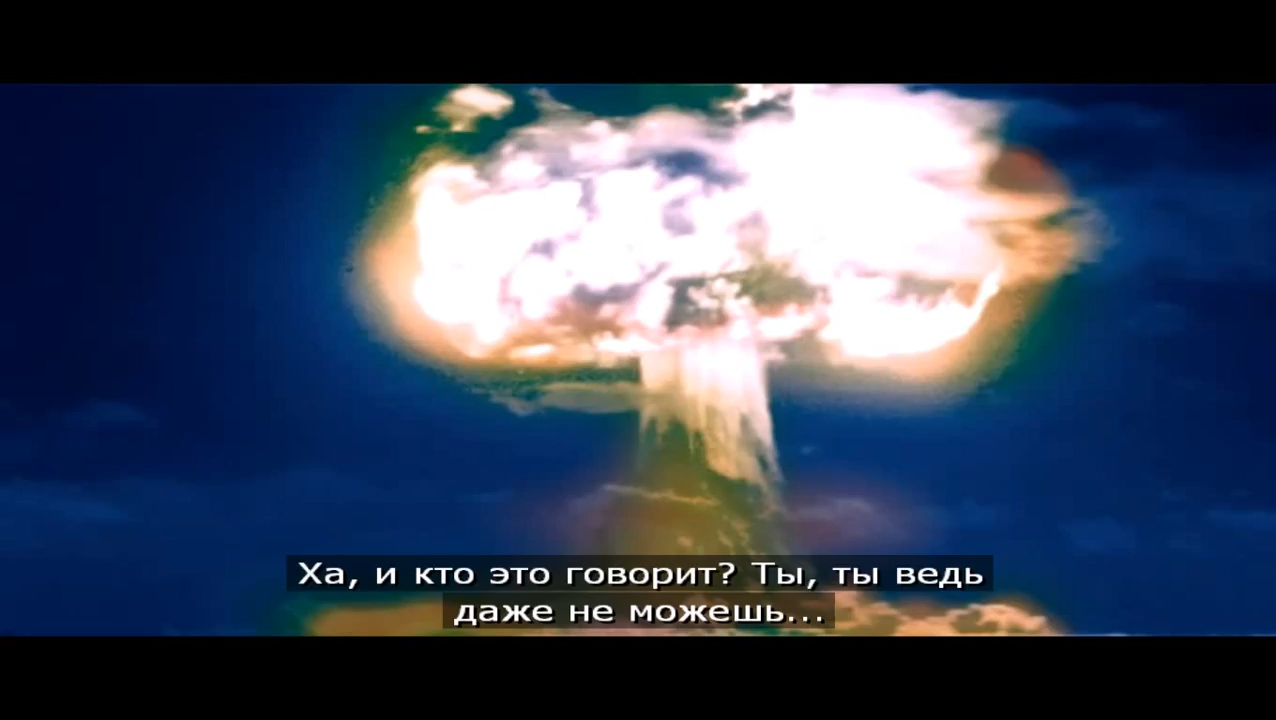 Ха, и кто это говорит? Ты, ты ведь
даже не можешь...